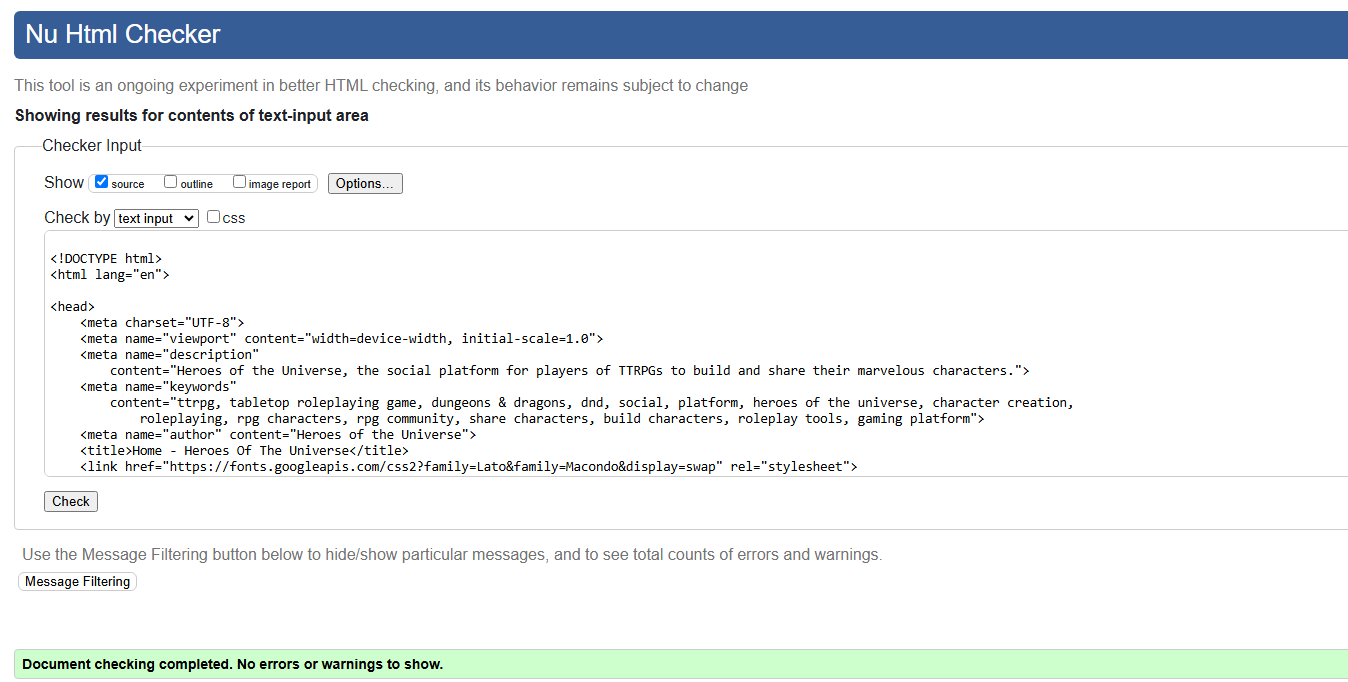 Nu Html Checker
This tool is an ongoing experiment in better HTML checking, and its behavior remains subject to change
Showing results for contents of text-input area
Checker Input
Show source outline image report Options...
Check by text input css
<!DOCTYPE html>
<html lang="en">
<head>
    <meta charset="UTF-8">
    <meta name="viewport" content="width=device-width, initial-scale=1.0">
    <meta name="description"
        content="Heroes of the Universe, the social platform for players of TTRPGs to build and share their marvelous characters.">
    <meta name="keywords"
        content="ttrpg, tabletop roleplaying game, dungeons & dragons, dnd, social, platform, heroes of the universe, character creation,
            roleplaying, rpg characters, rpg community, share characters, build characters, roleplay tools, gaming platform">
    <meta name="author" content="Heroes of the Universe">
    <title>Home - Heroes Of The Universe</title>
    <link href="https://fonts.googleapis.com/css2?family=Lato&family=Macondo&display=swap" rel="stylesheet">
Check
Use the Message Filtering button below to hide/show particular messages, and to see total counts of errors and warnings.
Message Filtering
Document checking completed. No errors or warnings to show.